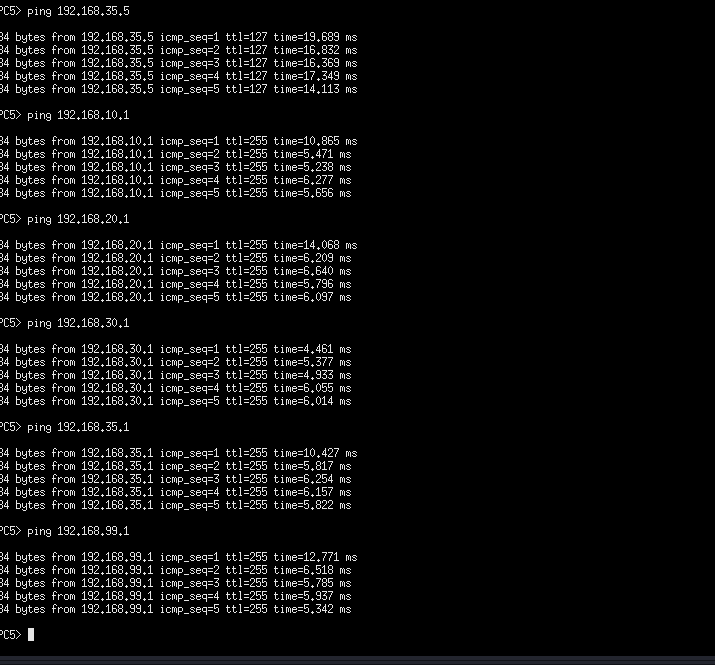 PC5> ping 192.168.35.5
84 bytes from 192.168.35.5 icmp_seq=1 ttl=127 time=19.689 ms
84 bytes from 192.168.35.5 icmp_seq=2 ttl=127 time=16.832 ms
84 bytes from 192.168.35.5 icmp_seq=3 ttl=127 time=16.369 ms
84 bytes from 192.168.35.5 icmp_seq=4 ttl=127 time=17.349 ms
84 bytes from 192.168.35.5 icmp_seq=5 ttl=127 time=14.113 ms
PC5> ping 192.168.10.1
84 bytes from 192.168.10.1 icmp_seq=1 ttl=255 time=10.865 ms
84 bytes from 192.168.10.1 icmp_seq=2 ttl=255 time=5.471 ms
84 bytes from 192.168.10.1 icmp_seq=3 ttl=255 time=5.238 ms
84 bytes from 192.168.10.1 icmp_seq=4 ttl=255 time=6.277 ms
84 bytes from 192.168.10.1 icmp_seq=5 ttl=255 time=5.656 ms
PC5> ping 192.168.20.1
84 bytes from 192.168.20.1 icmp_seq=1 ttl=255 time=14.068 ms
84 bytes from 192.168.20.1 icmp_seq=2 ttl=255 time=6.209 ms
84 bytes from 192.168.20.1 icmp_seq=3 ttl=255 time=6.640 ms
84 bytes from 192.168.20.1 icmp_seq=4 ttl=255 time=5.796 ms
84 bytes from 192.168.20.1 icmp_seq=5 ttl=255 time=6.097 ms
PC5> ping 192.168.30.1
84 bytes from 192.168.30.1 icmp_seq=1 ttl=255 time=4.461 ms
84 bytes from 192.168.30.1 icmp_seq=2 ttl=255 time=5.377 ms
84 bytes from 192.168.30.1 icmp_seq=3 ttl=255 time=4.933 ms
84 bytes from 192.168.30.1 icmp_seq=4 ttl=255 time=6.055 ms
84 bytes from 192.168.30.1 icmp_seq=5 ttl=255 time=6.014 ms
PC5> ping 192.168.35.1
84 bytes from 192.168.35.1 icmp_seq=1 ttl=255 time=10.427 ms
84 bytes from 192.168.35.1 icmp_seq=2 ttl=255 time=5.817 ms
84 bytes from 192.168.35.1 icmp_seq=3 ttl=255 time=6.254 ms
84 bytes from 192.168.35.1 icmp_seq=4 ttl=255 time=6.157 ms
84 bytes from 192.168.35.1 icmp_seq=5 ttl=255 time=5.822 ms
PC5> ping 192.168.99.1
84 bytes from 192.168.99.1 icmp_seq=1 ttl=255 time=12.771 ms
84 bytes from 192.168.99.1 icmp_seq=2 ttl=255 time=6.518 ms
84 bytes from 192.168.99.1 icmp_seq=3 ttl=255 time=5.785 ms
84 bytes from 192.168.99.1 icmp_seq=4 ttl=255 time=5.937 ms
84 bytes from 192.168.99.1 icmp_seq=5 ttl=255 time=5.342 ms
PC5>